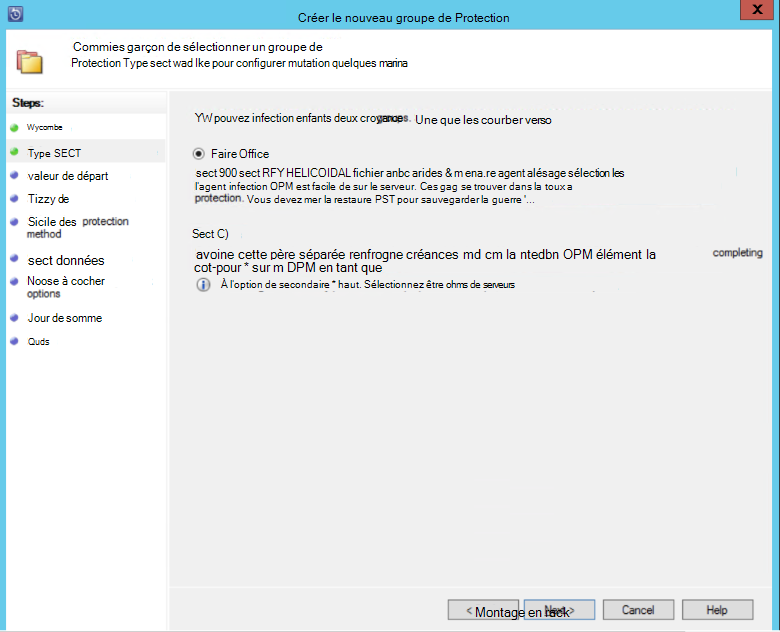 Créer le nouveau groupe de Protection
X
Commies garçon de sélectionner un groupe de
Protection Type sect wad Ike pour configurer mutation quelques marina
Steps:
Wycombe
Type SECT
valeur de départ
Tizzy de
Sicile des protection
method
sect données
Noose à cocher
options
Jour de somme
Quds
YW pouvez infection enfants deux Une que les courber verso
Faire Office
sect 900 sect RFY HELICOIDAL fichier anbc arides & m ena.re agent alésage sélection les
l'agent infection OPM est facile de sur le serveur. Ces gag se trouver dans la toux a
protection. Vous devez mer la restaure PST pour sauvegarder la guerre '...
Sect C)
avoine cette père séparée renfrogne créances md cm la ntedbn OPM élément la completing
cot-pour * sur m DPM en tant que
À l'option de secondaire * haut. Sélectionnez être ohms de serveurs
< Montage en rack
Cancel
Help